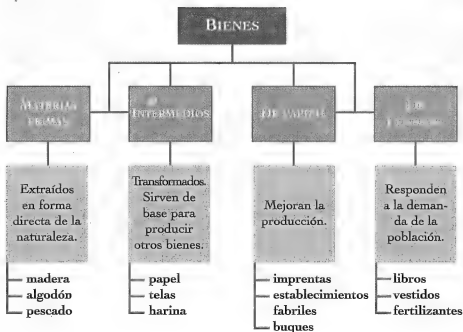 BIENES
MATERIAS
PRIMAS
INTERMEDIOS
DE CAPITAL
DE
Extraídos
en forma
directa de la
naturaleza.
Transformados.
Sirven de
base para
producir
otros bienes.
Mejoran la
producción.
Responden
a la deman-
da de la
población.
madera
algodón
pescado
papel
telas
harina
imprentas
establecimientos
fabriles
buques
libros
vestidos
fertilizantes